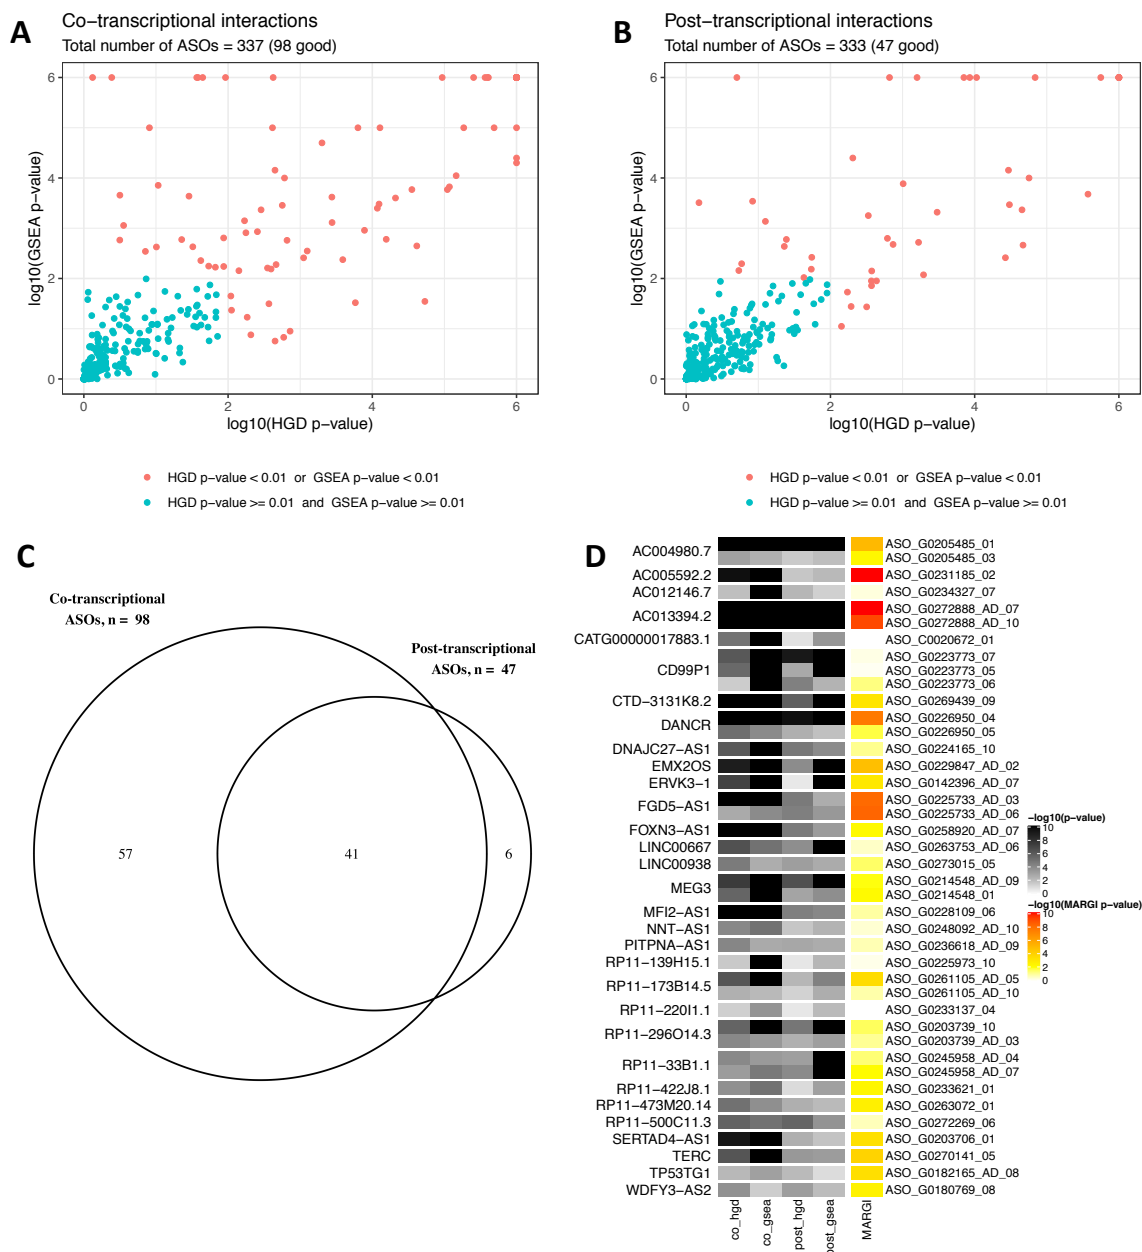 A
Co−transcriptional interactions
Total number of ASOs = 337 (98 good)
6
4
2
0
log10(GSEA p−value)
0
2
4
6
log10(HGD p−value)
HGD p−value < 0.01 or GSEA p−value < 0.01
HGD p−value >= 0.01 and GSEA p−value >= 0.01
B
Post−transcriptional interactions
Total number of ASOs = 333 (47 good)
6
4
2
0
log10(GSEA p−value)
0
2
4
6
log10(HGD p−value)
HGD p−value < 0.01 or GSEA p−value < 0.01
HGD p−value >= 0.01 and GSEA p−value >= 0.01
C
Co-transcriptional
ASOs, n = 98
Post-transcriptional
ASOs, n = 47
57
41
6
D
AC004980.7
AC005592.2
AC012146.7
AC013394.2
CATG00000017883.1
CD99P1
CTD−3131K8.2
DANCR
DNAJC27−AS1
EMX2OS
ERVK3−1
FGD5−AS1
FOXN3−AS1
LINC00667
LINC00938
MEG3
MFI2−AS1
NNT−AS1
PITPNA−AS1
RP11−139H15.1
RP11−173B14.5
RP11−220I1.1
RP11−296O14.3
RP11−33B1.1
RP11−422J8.1
RP11−473M20.14
RP11−500C11.3
SERTAD4−AS1
TERC
TP53TG1
WDFY3−AS2
ASO_G0205485_01
ASO_G0205485_03
ASO_G0231185_02
ASO_G0234327_07
ASO_G0272888_AD_07
ASO_G0272888_AD_10
ASO_C0020672_01
ASO_G0223773_07
ASO_G0223773_05
ASO_G0223773_06
ASO_G0269439_09
ASO_G0226950_04
ASO_G0226950_05
ASO_G0224165_10
ASO_G0229847_AD_02
ASO_G0142396_AD_07
ASO_G0225733_AD_03
ASO_G0225733_AD_06
ASO_G0258920_AD_07
ASO_G0263753_AD_06
ASO_G0273015_05
ASO_G0214548_AD_09
ASO_G0214548_01
ASO_G0228109_06
ASO_G0248092_AD_10
ASO_G0236618_AD_09
ASO_G0225973_10
ASO_G0261105_AD_05
ASO_G0261105_AD_10
ASO_G0233137_04
ASO_G0203739_10
ASO_G0203739_AD_03
ASO_G0245958_AD_04
ASO_G0245958_AD_07
ASO_G0233621_01
ASO_G0263072_01
ASO_G0272269_06
ASO_G0203706_01
ASO_G0270141_05
ASO_G0182165_AD_08
ASO_G0180769_08
co_hgd
co_gsea
post_hgd
post_gsea
MARGI
−log10(p−value)
10
8
6
4
2
0
−log10(MARGI p−value)
10
8
6
4
2
0